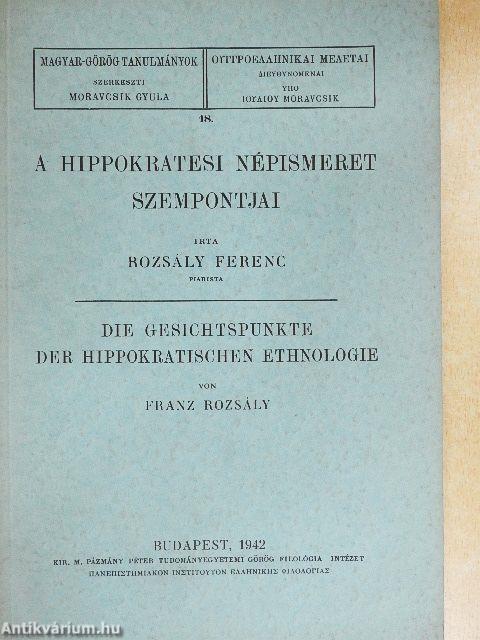 MAGYAR-GÖRÖG TANULMÁNYOK
SZERKESZTI
MORAVCSIK GYULA
ΟΥΓΓΡΟΕΛΛΗΝΙΚΑΙ ΜΕΛΕΤΑΙ
ΔΙΕΥΘΥΝΟΜΕΝΑΙ
ΥΠΟ
ΙΟΥΛΙΟΥ MORAVCSIK
18.
A HIPPOKRATESI NÉPISMERET
SZEMPONTJAI
IRTA
ROZSÁLY FERENC
PIARISTA
DIE GESICHTSPUNKTE
DER HIPPOKRATISCHEN ETHNOLOGIE
VON
FRANZ ROZSÁLY
BUDAPEST, 1942
KIR. M. PÁZMÁNY PÉTER TUDOMÁNYEGYETEMI GÖRÖG FILOLÓGIAI INTÉZET
ΠΑΝΕΠΙΣΤΗΜΙΑΚΟΝ ΙΝΣΤΙΤΟΥΤΟΝ ΕΛΛΗΝΙΚΗΣ ΦΙΛΟΛΟΓΙΑΣ
Antikvárium.hu